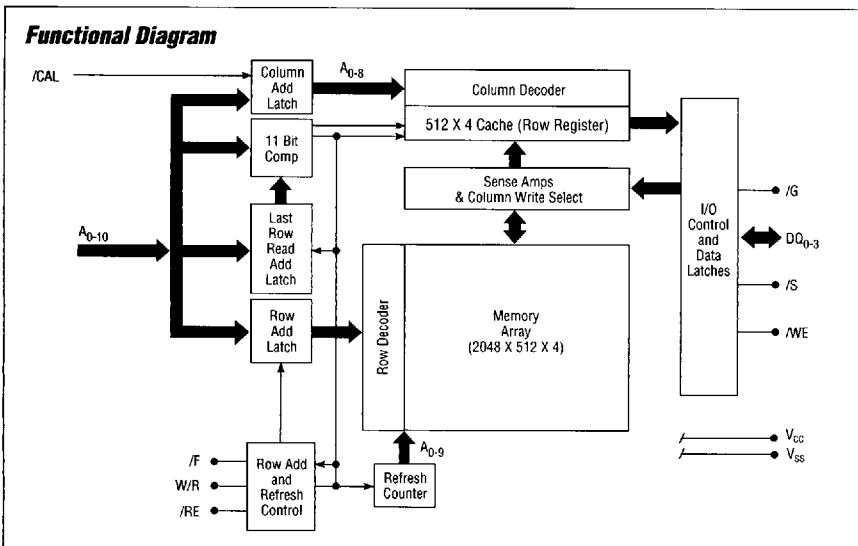 Functional Diagram
/CAL
Column
Add
Latch
A0-8
Column Decoder
512 X 4 Cache (Row Register)
11 Bit
Comp
Sense Amps
& Column Write Select
Last
Row
Read Add
Latch
A0-10
Row
Add
Latch
Row Decoder
Memory
Array
(2048 X 512 X 4)
I/O
Control
and
Data
Latches
/G
DQ0-3
/S
/WE
VCC
VSS
A0-9
/F
W/R
/RE
Row Add
and
Refresh
Control
Refresh
Counter